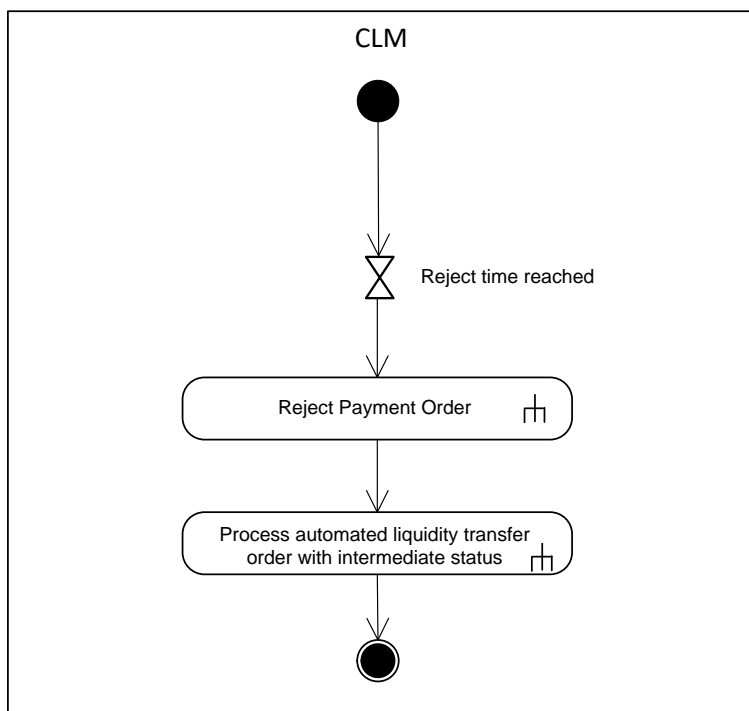 CLM
Reject time reached
Reject Payment Order
Process automated liquidity transfer
order with intermediate status